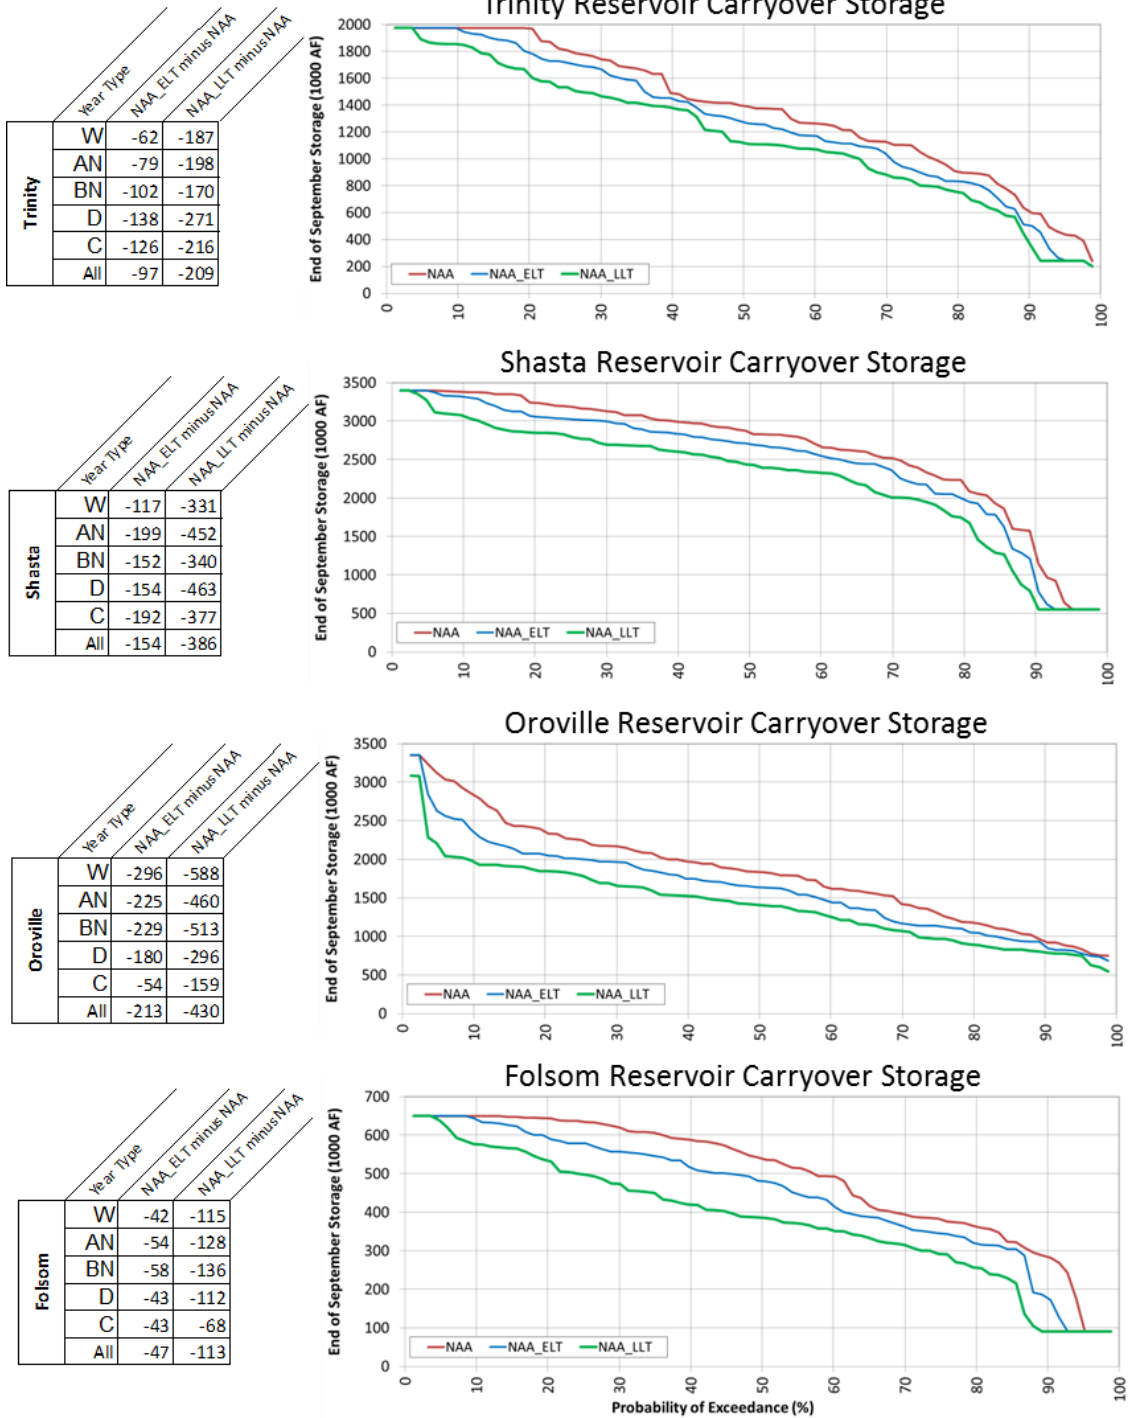 Trinity Reservoir Carryover Storage
Year Type
NAA_ELT minus NAA
NAA_LLT minus NAA
Trinity
W -62 -187
AN -79 -198
BN -102 -170
D -138 -271
C -126 -216
All -97 -209
End of September Storage (1000 AF)
2000
1800
1600
1400
1200
1000
800
600
400
200
0
NAA NAA_ELT NAA_LLT
0 10 20 30 40 50 60 70 80 90 100
Shasta Reservoir Carryover Storage
Year Type
NAA_ELT minus NAA
NAA_LLT minus NAA
Shasta
W -117 -331
AN -199 -452
BN -152 -340
D -154 -463
C -192 -377
All -154 -386
End of September Storage (1000 AF)
3500
3000
2500
2000
1500
1000
500
0
NAA NAA_ELT NAA_LLT
0 10 20 30 40 50 60 70 80 90 100
Oroville Reservoir Carryover Storage
Year Type
NAA_ELT minus NAA
NAA_LLT minus NAA
Oroville
W -296 -588
AN -225 -460
BN -229 -513
D -180 -296
C -54 -159
All -213 -430
End of September Storage (1000 AF)
3500
3000
2500
2000
1500
1000
500
0
NAA NAA_ELT NAA_LLT
0 10 20 30 40 50 60 70 80 90 100
Folsom Reservoir Carryover Storage
Year Type
NAA_ELT minus NAA
NAA_LLT minus NAA
Folsom
W -42 -115
AN -54 -128
BN -58 -136
D -43 -112
C -43 -68
All -47 -113
End of September Storage (1000 AF)
700
600
500
400
300
200
100
0
NAA NAA_ELT NAA_LLT
0 10 20 30 40 50 60 70 80 90 100
Probability of Exceedance (%)